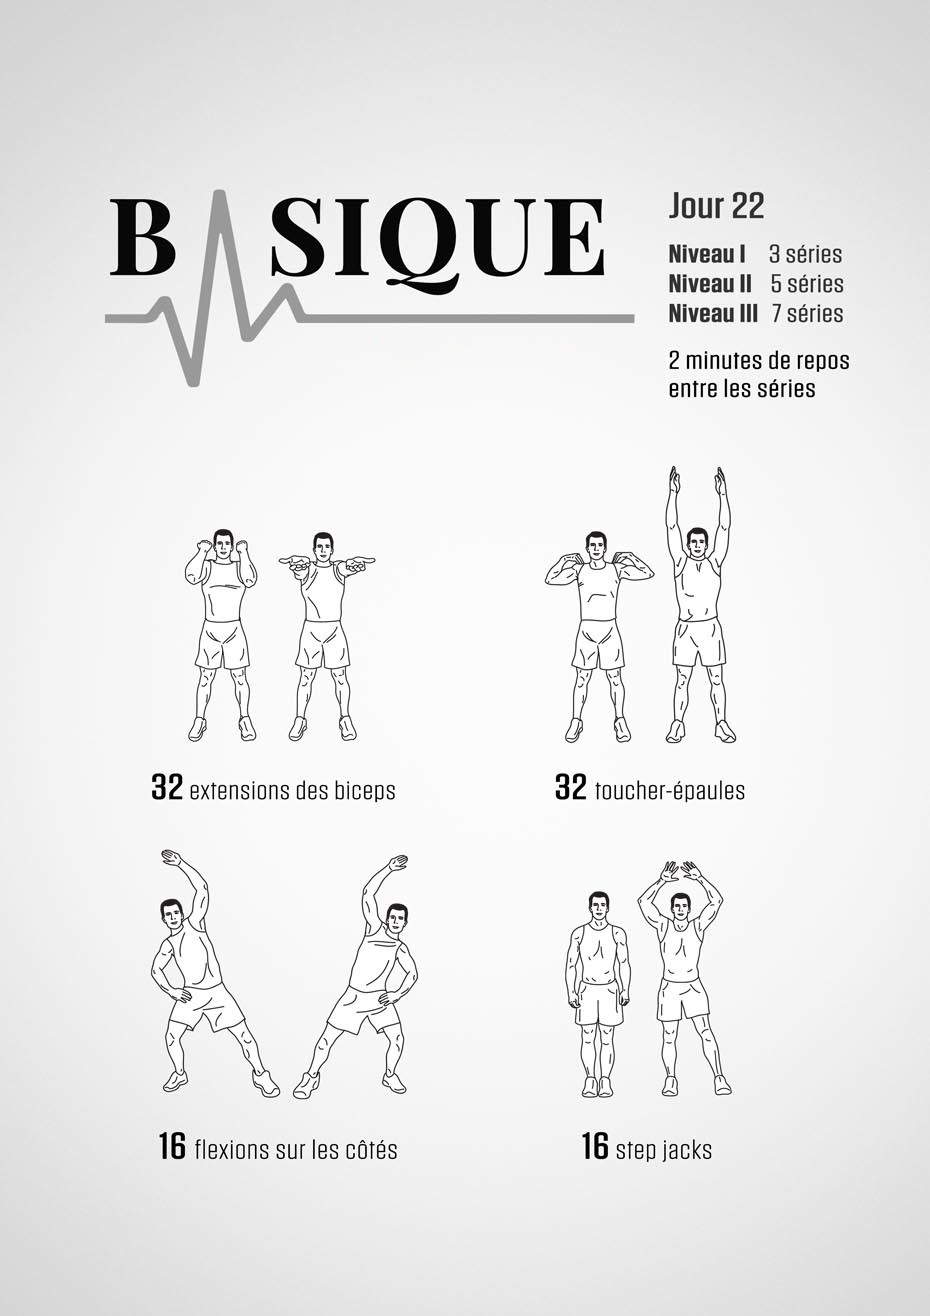 BASIQUE
Jour 22
Niveau I 3 séries
Niveau II 5 séries
Niveau III 7 séries
2 minutes de repos
entre les séries
32 extensions des biceps
32 toucher-épaules
16 flexions sur les côtés
16 step jacks